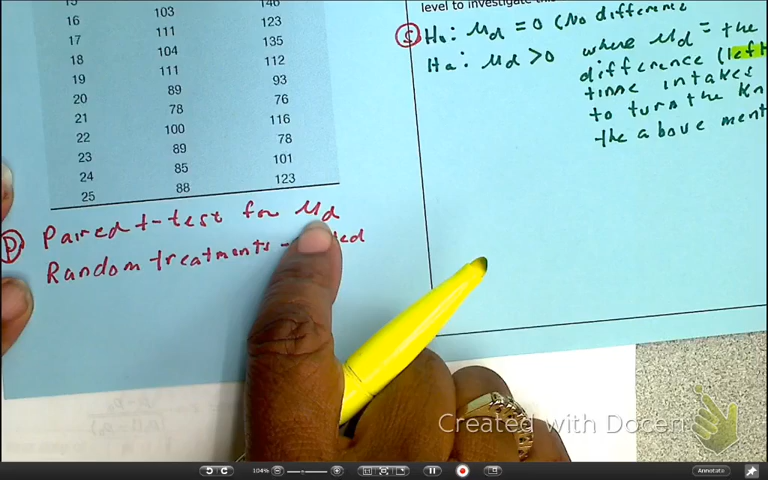 15 146
16 103 123
17 111 135
18 104 112
19 111 93
20 89 76
21 78 116
22 100 78
23 89 101
24 85 123
25 88
P Paired t-test for μd
Random treatments -
level to investigate this
S Ho: μd = 0 (No difference
Ha: μd >0 where μd = the
difference (left
time intakes
to turn the Kn
the above ment
Created with Doceri
104%
Annotate